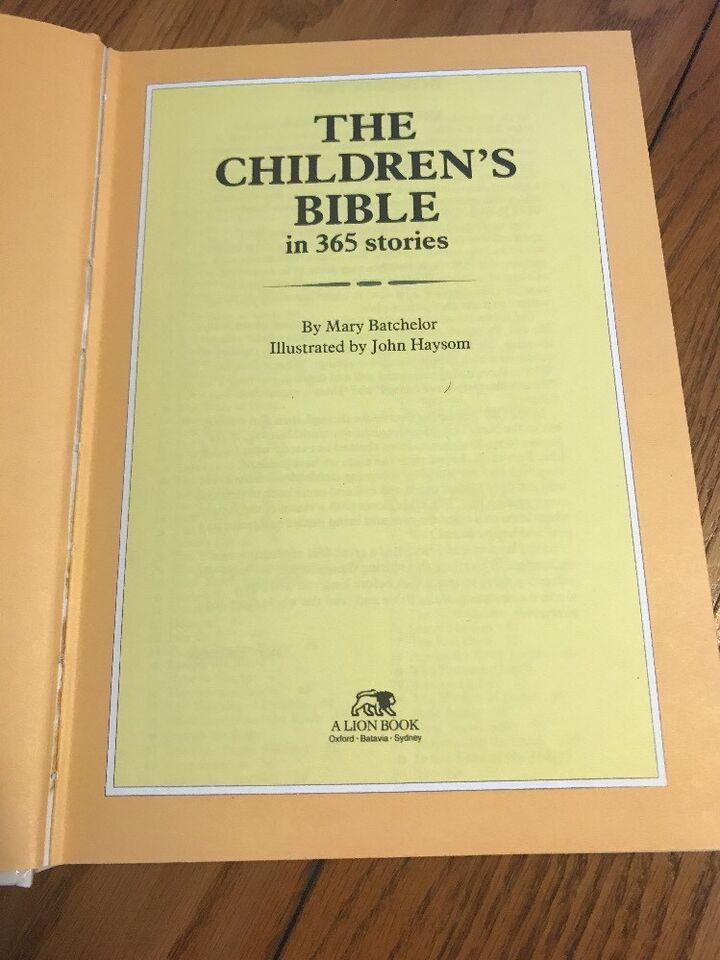 THE
CHILDREN'S
BIBLE
in 365 stories
By Mary Batchelor
Illustrated by John Haysom
A LION BOOK
Oxford · Batavia · Sydney